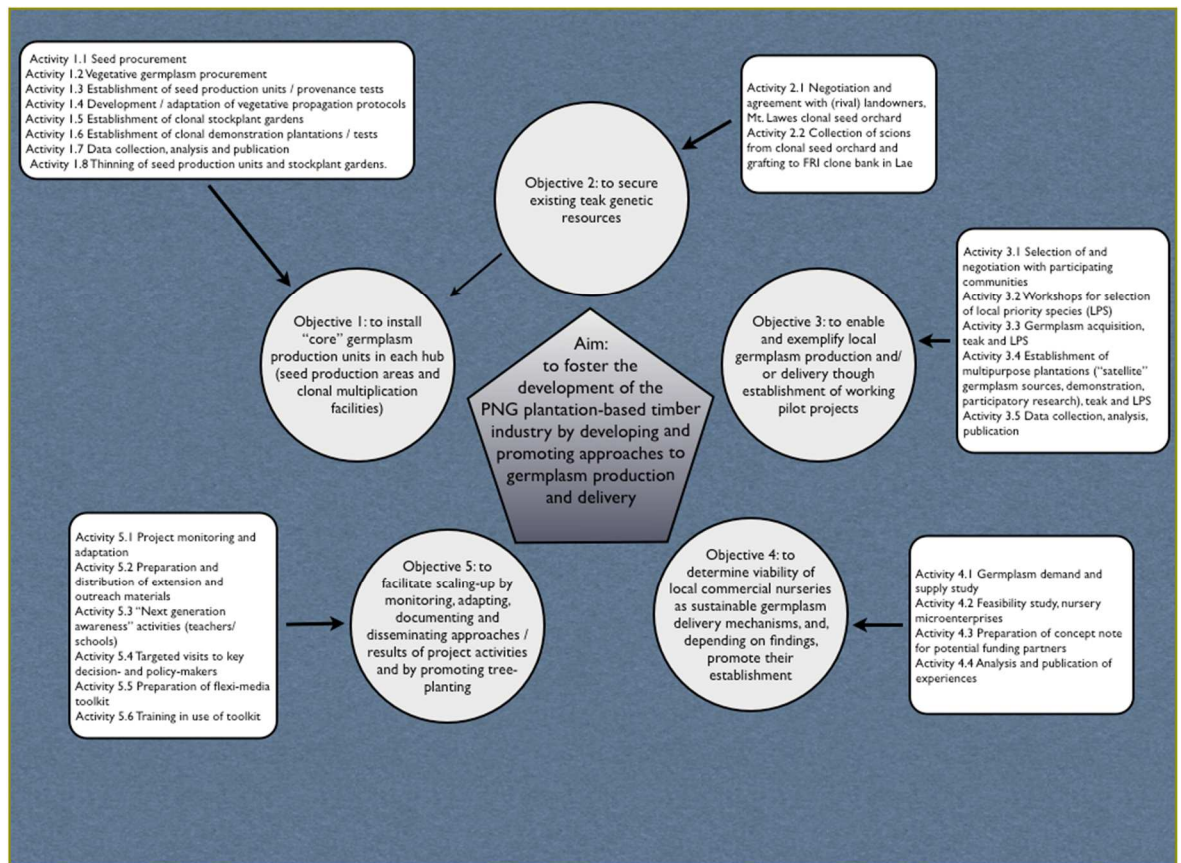 Activity 1.1 Seed procurement
Activity 1.2 Vegetative germplasm procurement
Activity 1.3 Establishment of seed production units / provenance tests
Activity 1.4 Development / adaptation of vegetative propagation protocols
Activity 1.5 Establishment of clonal stockplant gardens
Activity 1.6 Establishment of clonal demonstration plantations / tests
Activity 1.7 Data collection, analysis and publication
Activity 1.8 Thinning of seed production units and stockplant gardens.
Activity 2.1 Negotiation and
agreement with (rival) landowners,
Mt. Lawes clonal seed orchard
Activity 2.2 Collection of scions
from clonal seed orchard and
grafting to FRI clone bank in Lae
Objective 2: to secure
existing teak genetic
resources
Objective 1: to install
“core” germplasm
production units in each hub
(seed production areas and
clonal multiplication
facilities)
Aim:
to foster the
development of the
PNG plantation-based timber
industry by developing and
promoting approaches to
germplasm production
and delivery
Objective 3: to enable
and exemplify local
germplasm production and/
or delivery though
establishment of working
pilot projects
Activity 3.1 Selection of and
negotiation with participating
communities
Activity 3.2 Workshops for selection
of local priority species (LPS)
Activity 3.3 Germplasm acquisition,
teak and LPS
Activity 3.4 Establishment of
multipurpose plantations (“satellite”
germplasm sources, demonstration,
participatory research), teak and LPS
Activity 3.5 Data collection, analysis,
publication
Activity 5.1 Project monitoring and
adaptation
Activity 5.2 Preparation and
distribution of extension and
outreach materials
Activity 5.3 “Next generation
awareness” activities (teachers/
schools)
Activity 5.4 Targeted visits to key
decision- and policy-makers
Activity 5.5 Preparation of flexi-media
toolkit
Activity 5.6 Training in use of toolkit
Objective 5: to
facilitate scaling-up by
monitoring, adapting,
documenting and
disseminating approaches /
results of project activities
and by promoting tree-
planting
Objective 4: to
determine viability of
local commercial nurseries
as sustainable germplasm
delivery mechanisms, and,
depending on findings,
promote their
establishment
Activity 4.1 Germplasm demand and
supply study
Activity 4.2 Feasibility study, nursery
microenterprises
Activity 4.3 Preparation of concept note
for potential funding partners
Activity 4.4 Analysis and publication of
experiences